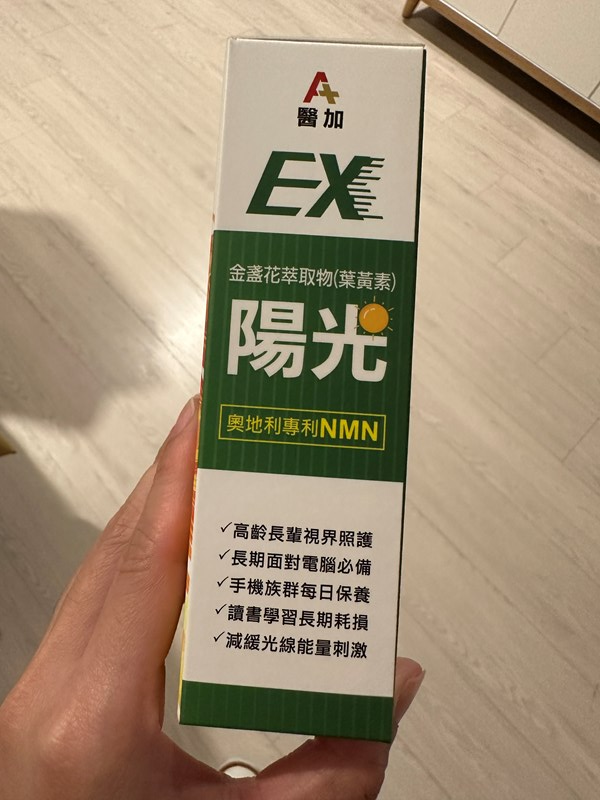 A+
醫加
EX
金盞花萃取物(葉黃素)
陽光
奧地利專利NMN
✓高齡長輩視界照護
✓長期面對電腦必備
✓手機族群每日保養
✓讀書學習長期耗損
✓減緩光線能量刺激